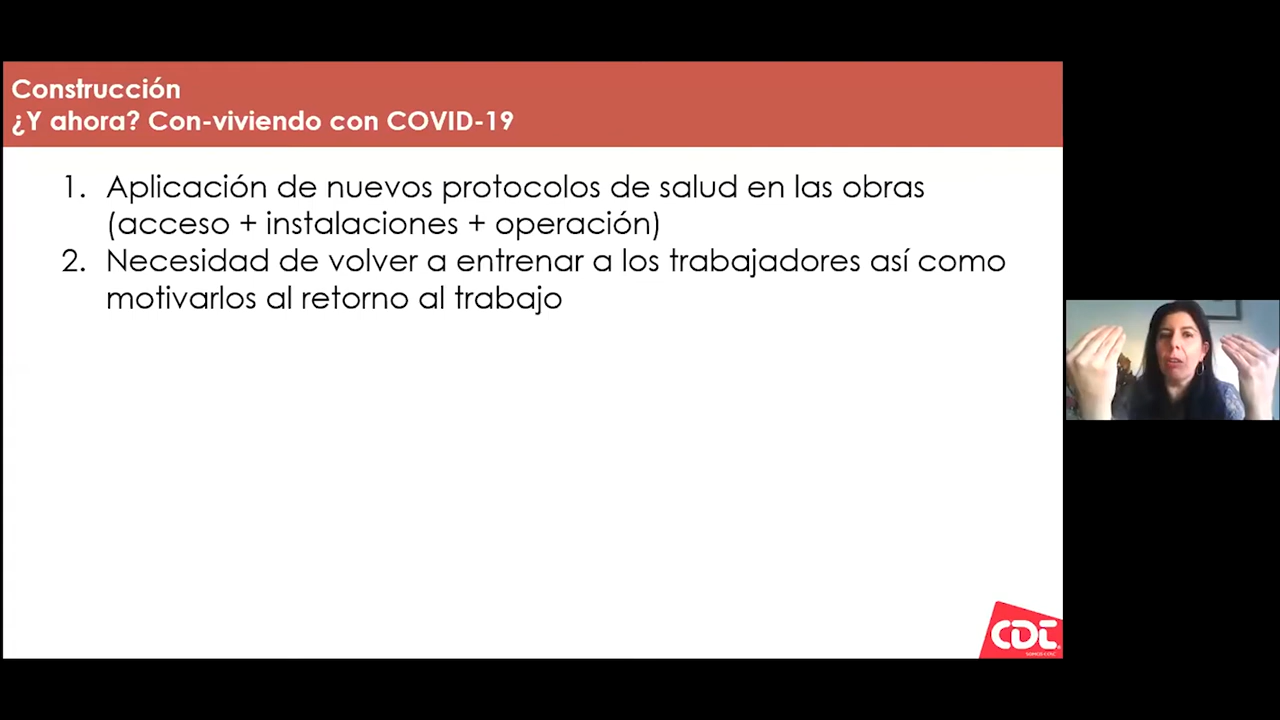 Construcción
¿Y ahora? Con-viviendo con COVID-19
1. Aplicación de nuevos protocolos de salud en las obras
(acceso + instalaciones + operación)
2. Necesidad de volver a entrenar a los trabajadores así como
motivarlos al retorno al trabajo
CDT